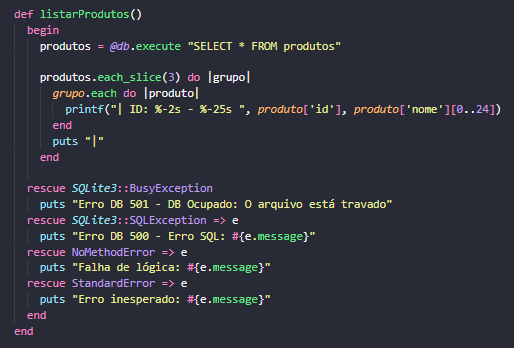 def listarProdutos()
begin
produtos = @db.execute "SELECT * FROM produtos"
produtos.each_slice(3) do |grupo|
grupo.each do |produto|
printf("| ID: %-2s - %-25s ", produto['id'], produto['nome'][0..24])
end
puts "|"
end
rescue SQLite3::BusyException
puts "Erro DB 501 - DB Ocupado: O arquivo está travado"
rescue SQLite3::SQLException => e
puts "Erro DB 500 - Erro SQL: #{e.message}"
rescue NoMethodError => e
puts "Falha de lógica: #{e.message}"
rescue StandardError => e
puts "Erro inesperado: #{e.message}"
end
end